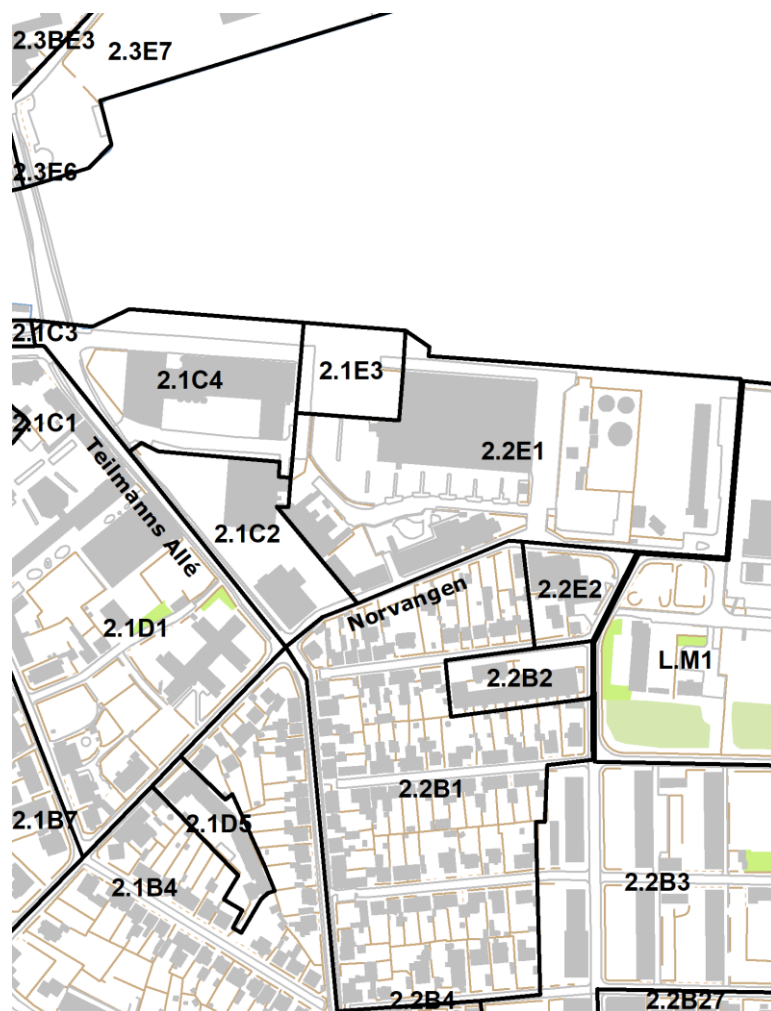 2.3BE3
2.3E7
2.3E6
2.1C3
2.1C4
2.1E3
2.1C1
2.2E1
Teilmanns Allé
2.1C2
2.2E2
Norvangen
2.1D1
L.M1
2.2B2
2.2B1
2.1B7
2.1D5
2.1B4
2.2B3
2.2B4
2.2B27